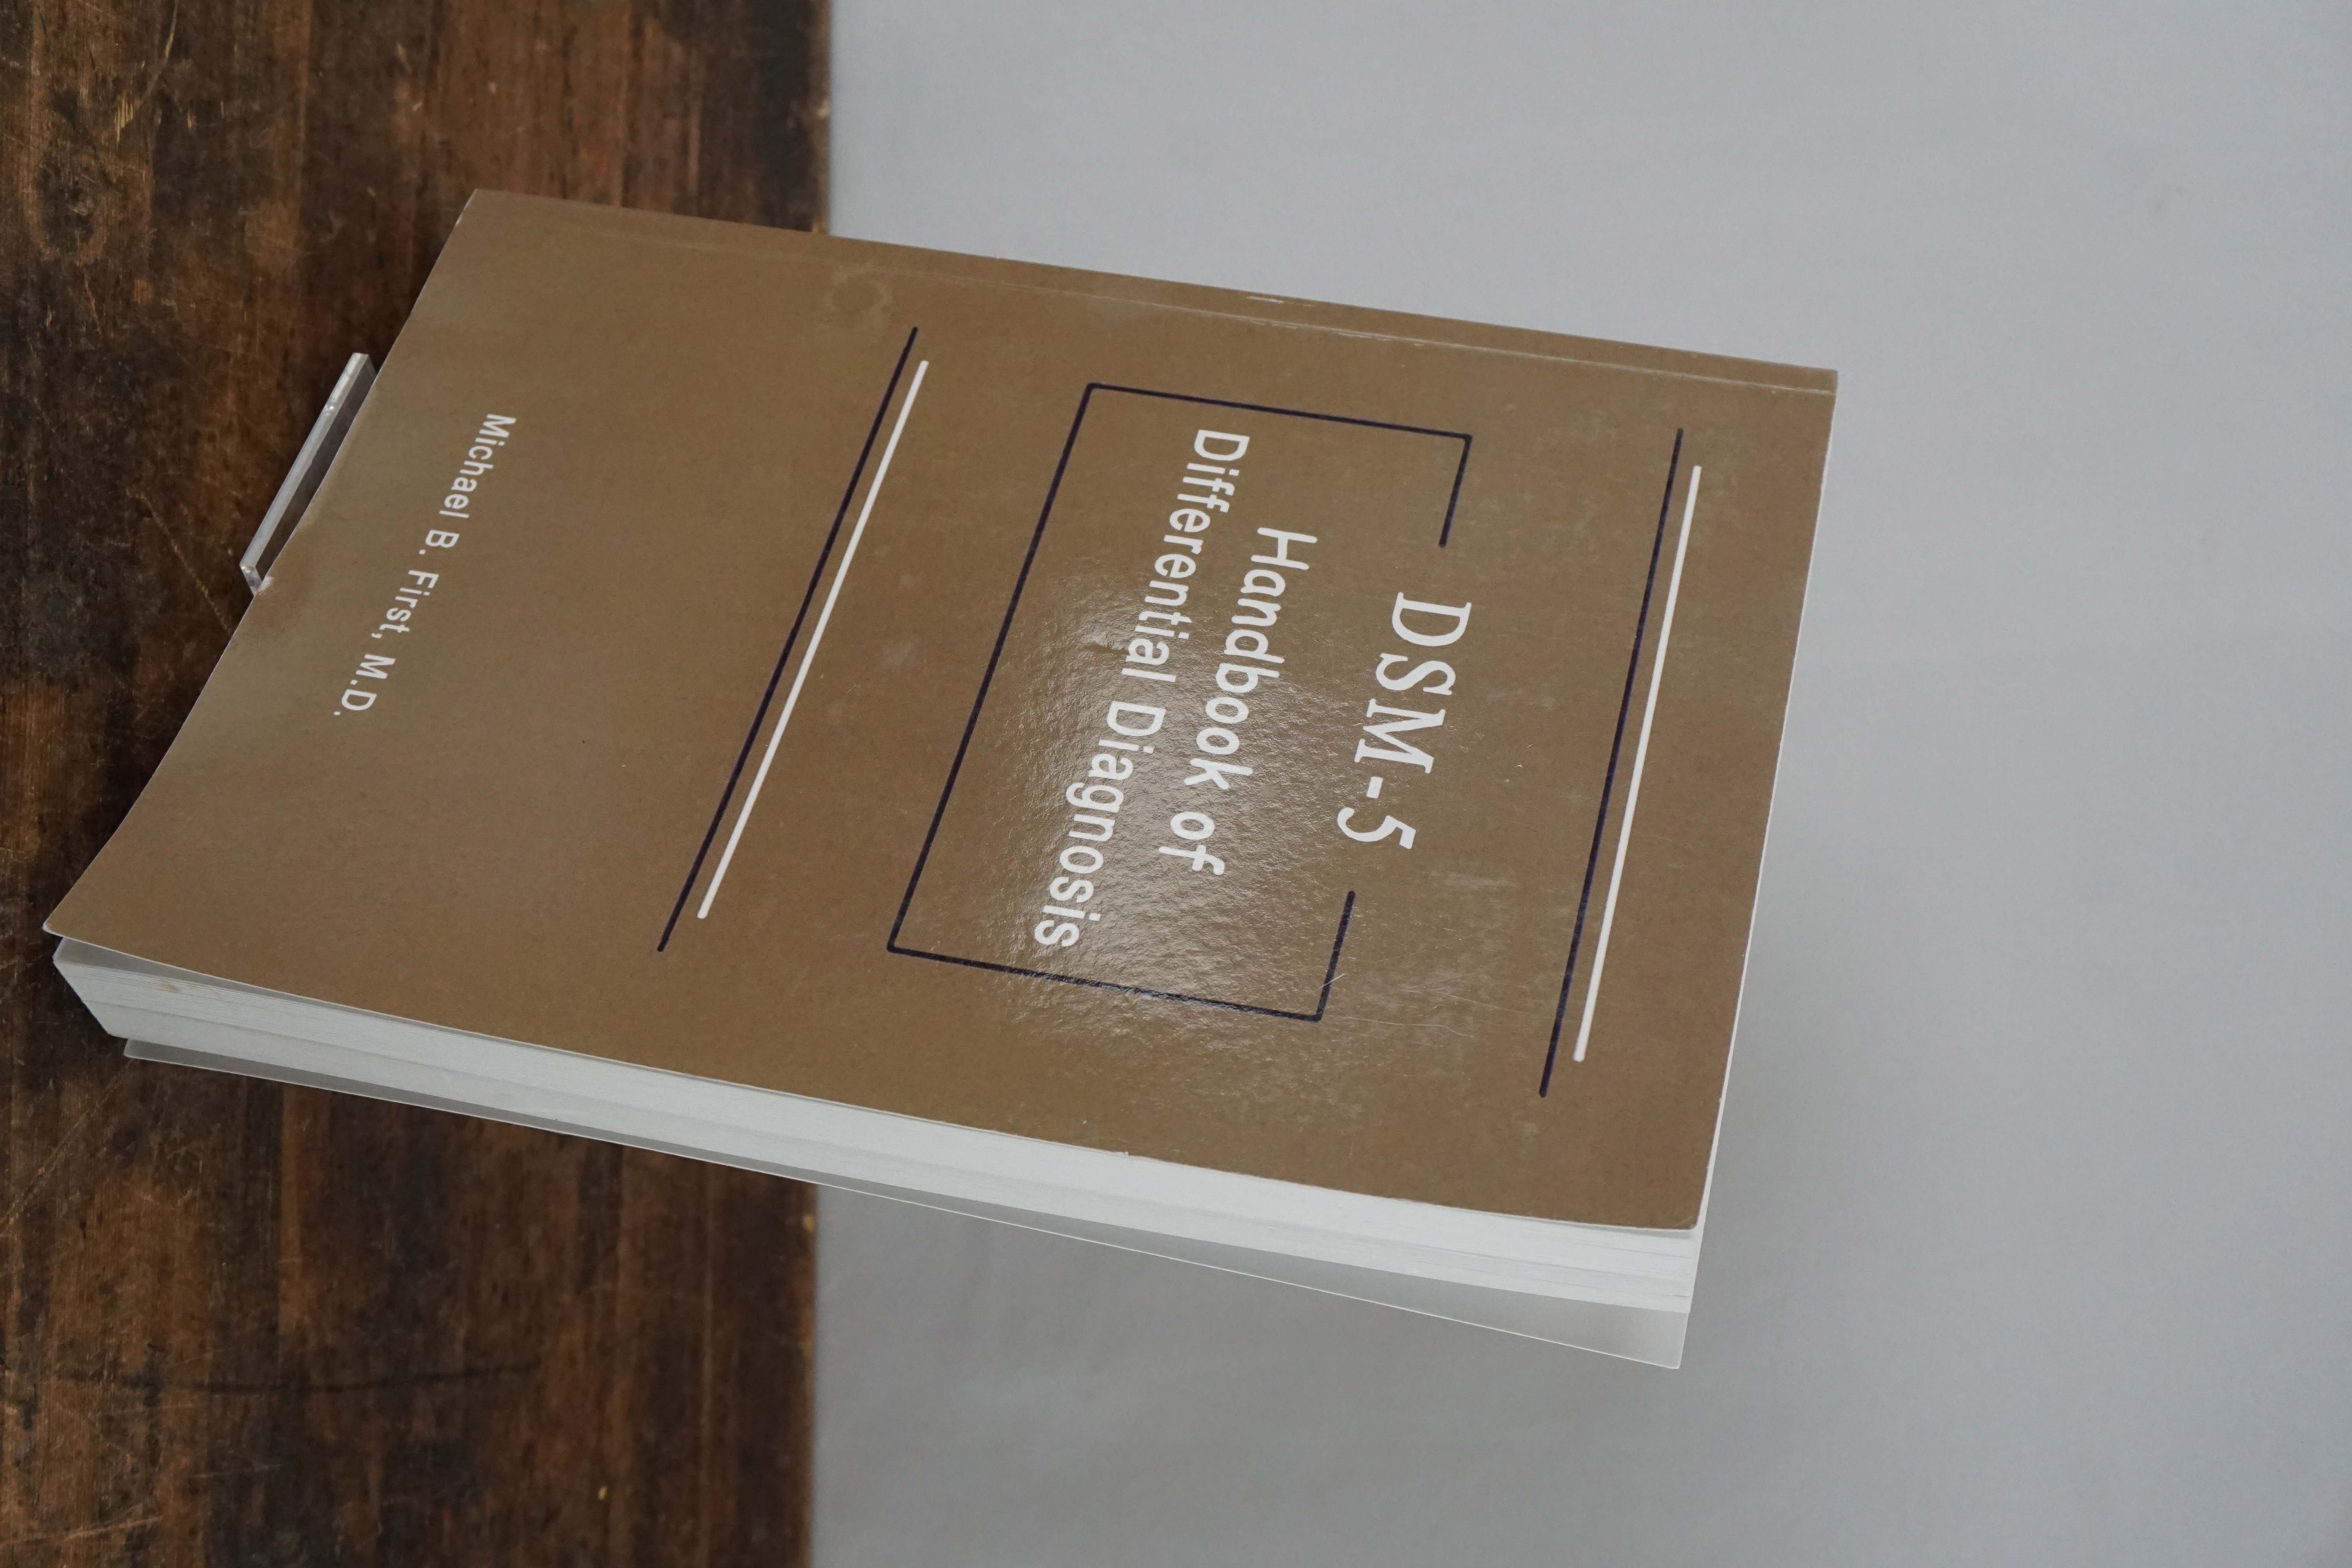 DSM-5
Handbook of
Differential Diagnosis
Michael B. First, M.D.